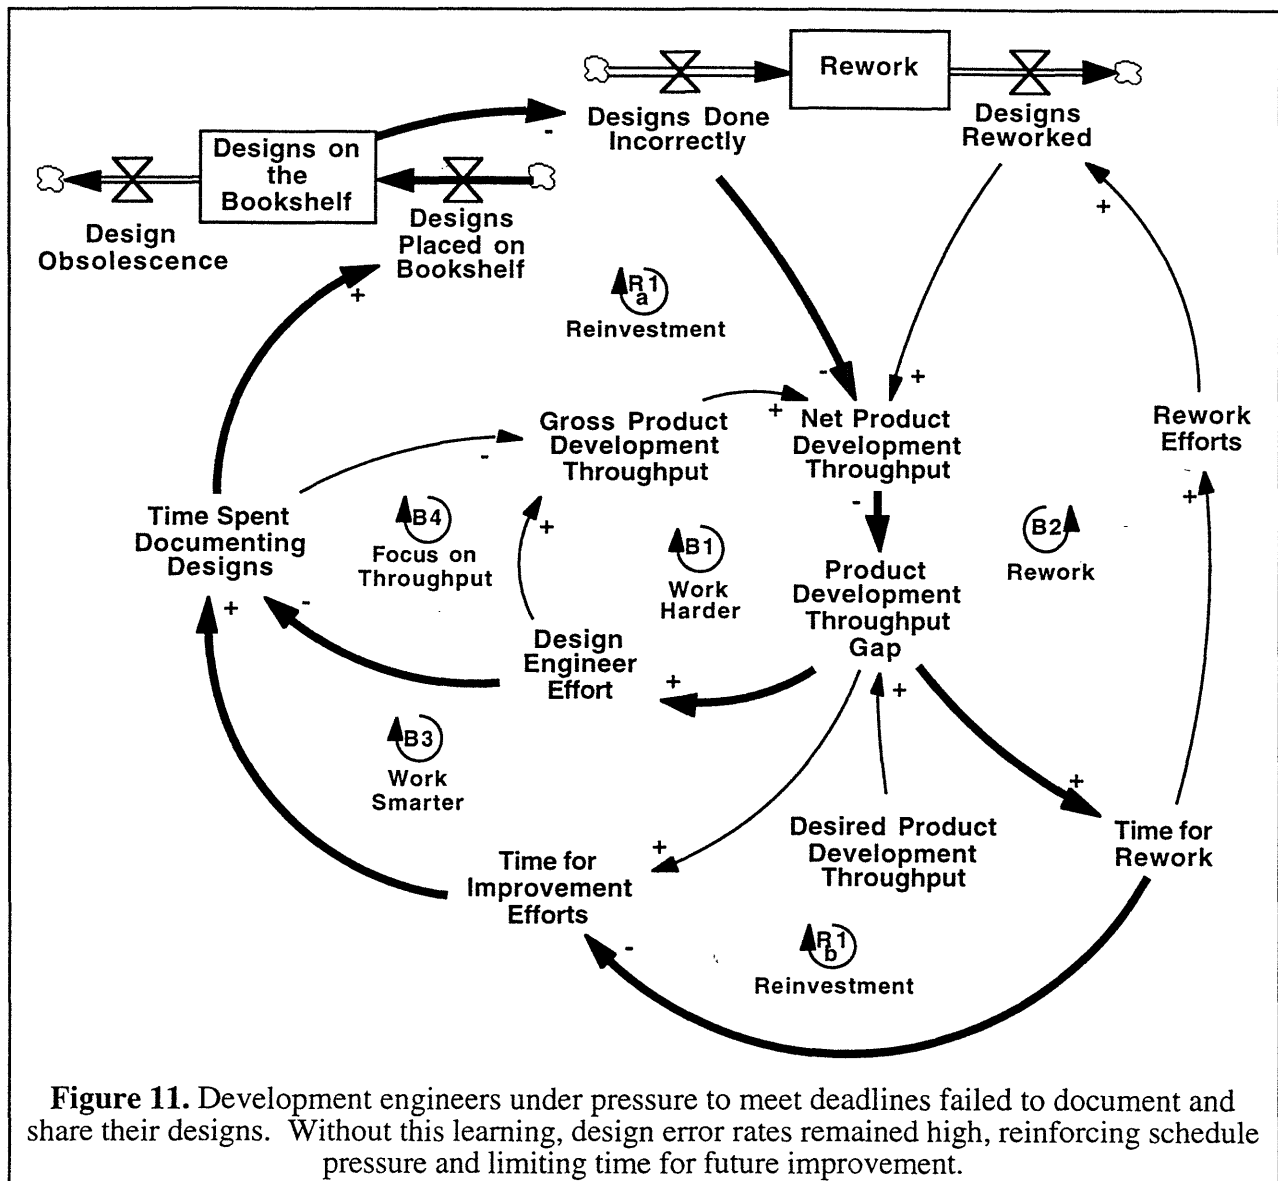 Rework
Designs Done
Incorrectly
Designs
Reworked
Designs on
the
Bookshelf
Design
Obsolescence
Designs
Placed on
Bookshelf
-
+
+
R1
a
Reinvestment
-
+
Gross Product
Development
Throughput
+
Net Product
Development
Throughput
Rework
Efforts
-
Time Spent
Documenting
Designs
B4
Focus on
Throughput
+
B1
Work
Harder
-
B2
Rework
+
Product
Development
Throughput
Gap
+
-
Design
Engineer
Effort
+
+
B3
Work
Smarter
+
Desired Product
Development
Throughput
Time for
Rework
+
Time for
Improvement
Efforts
-
R1
b
Reinvestment
Figure 11. Development engineers under pressure to meet deadlines failed to document and
share their designs. Without this learning, design error rates remained high, reinforcing schedule
pressure and limiting time for future improvement.